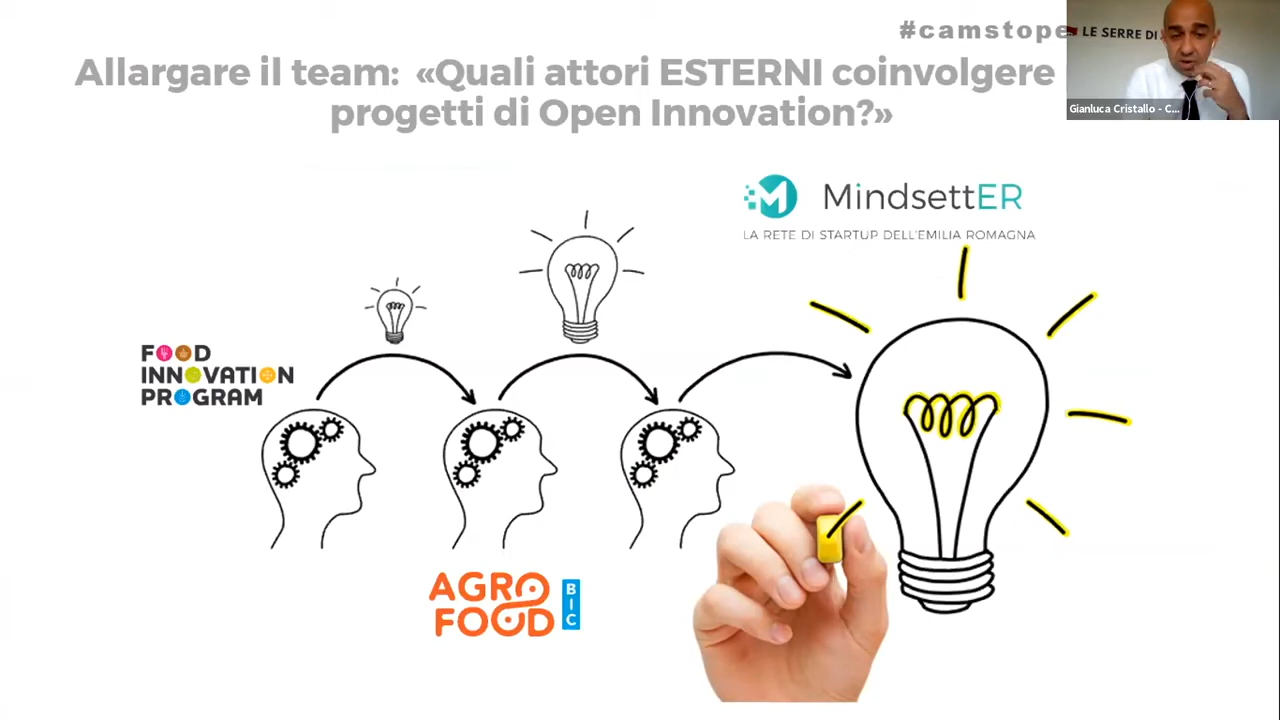 #camstope
LE SERRE DI
Allargare il team: «Quali attori ESTERNI coinvolgere
progetti di Open Innovation?»
Gianluca Cristallo - C...
MindsettER
LA RETE DI STARTUP DELL'EMILIA ROMAGNA
FOOD
INNOVATION
PROGRAM
AGRO
FOOD
BIC